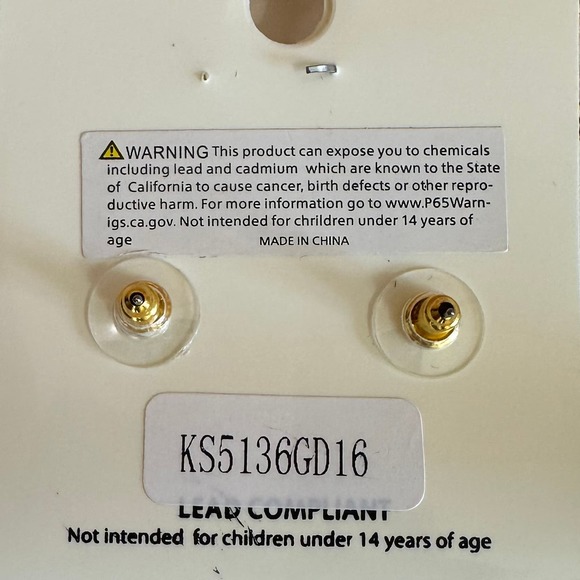 WARNING This product can expose you to chemicals
including lead and cadmium which are known to the State
of California to cause cancer, birth defects or other repro-
ductive harm. For more information go to www.P65Warn-
igs.ca.gov. Not intended for chrildren under 14 years of
age MADE IN CHINA
KS5136GD16
LEAD COMPLIANT
Not intended for children under 14 years of age